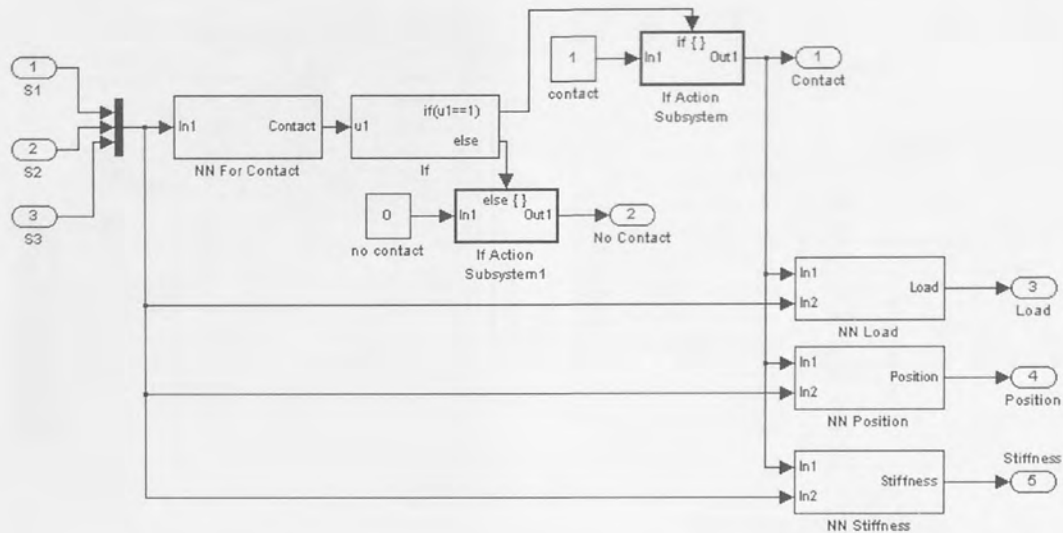 1
S1
2
S2
3
S3
In1
Contact
NN For Contact
u1
if(u1==1)
else
If
1
contact
if { }
In1
Out1
If Action
Subsystem
1
Contact
0
no contact
else { }
In1
Out1
If Action
Subsystem1
2
No Contact
In1
In2
Load
NN Load
3
Load
In1
In2
Position
NN Position
4
Position
In1
In2
Stiffness
NN Stiffness
Stiffness
5